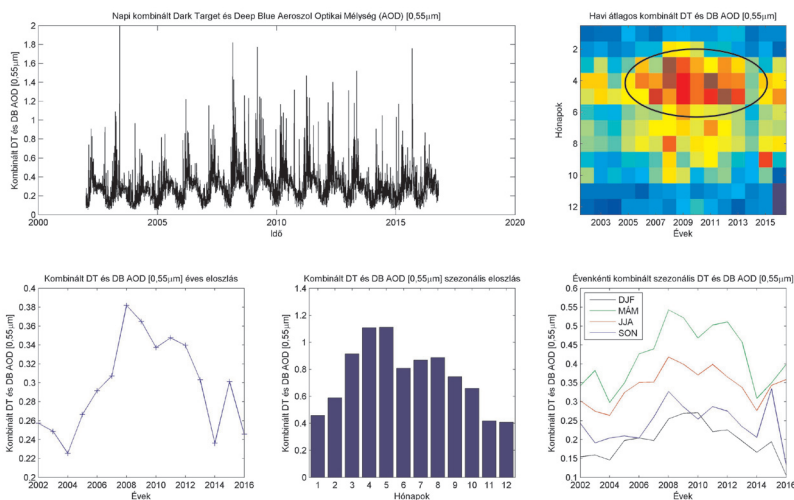 Napi kombinált Dark Target és Deep Blue Aeroszol Optikai Mélység (AOD) [0,55µm]
Kombinált DT és DB AOD [0,55µm]
2
1.8
1.6
1.4
1.2
1
0.8
0.6
0.4
0.2
0
2000 2005 2010 2015 2020
Idő
Havi átlagos kombinált DT és DB AOD [0,55µm]
Hónapok
2
4
6
8
10
12
2003 2005 2007 2009 2011 2013 2015
Évek
Kombinált DT és DB AOD [0,55µm] éves eloszlás
Kombinált DT és DB AOD [0,55µm]
0.4
0.38
0.36
0.34
0.32
0.3
0.28
0.26
0.24
0.22
0.2
2002 2004 2006 2008 2010 2012 2014 2016
Évek
Kombinált DT és DB AOD [0,55µm] szezonális eloszlás
Kombinált DT és DB AOD [0,55µm]
1.4
1.2
1
0.8
0.6
0.4
0.2
0
1 2 3 4 5 6 7 8 9 10 11 12
Hónapok
Évenkénti kombinált szezonális DT és DB AOD [0,55µm]
Kombinált DT és DB AOD [0,55µm]
0.6
0.55
0.5
0.45
0.4
0.35
0.3
0.25
0.2
0.15
0.1
DJF
MÁM
JJA
SON
2002 2004 2006 2008 2010 2012 2014 2016
Évek